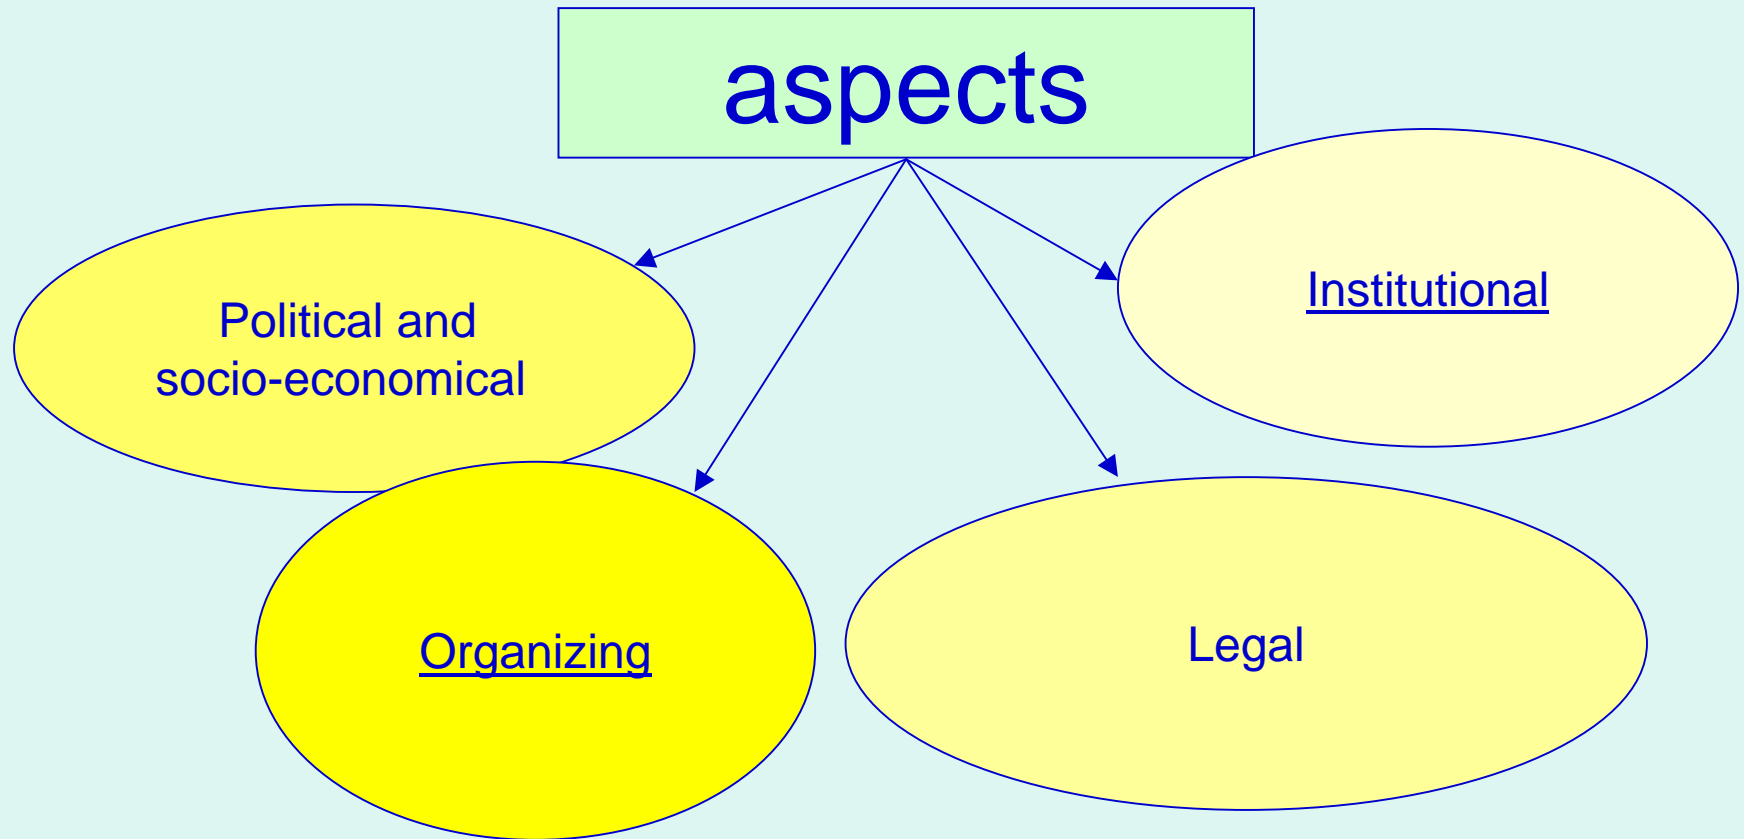 aspects
Institutional
Political and
socio-economical
Organizing
Legal